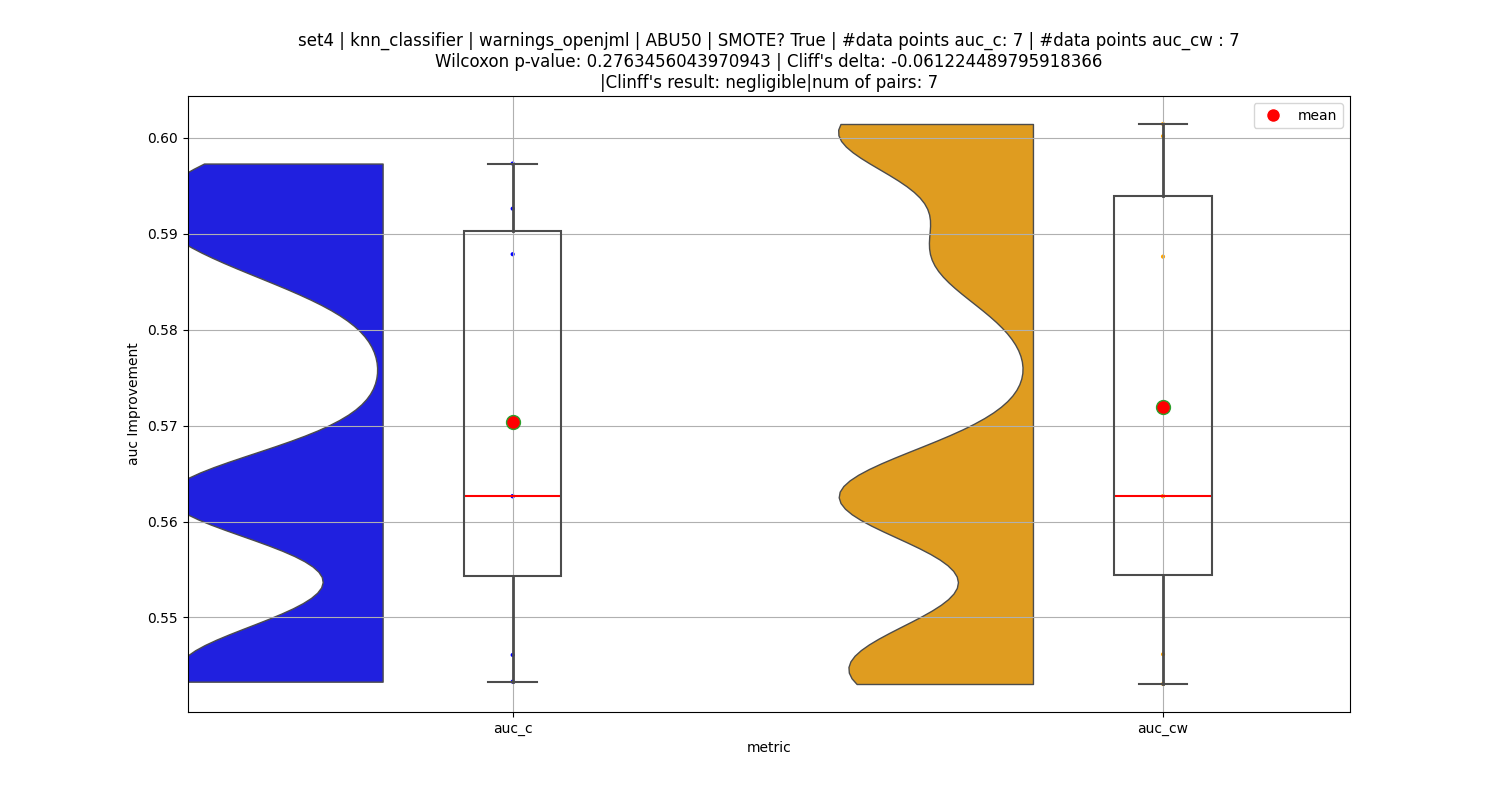 set4 | knn_classifier | warnings_openjml | ABU50 | SMOTE? True | #data points auc_c: 7 | #data points auc_cw : 7
Wilcoxon p-value: 0.2763456043970943 | Cliff's delta: -0.061224489795918366
|Clinff's result: negligible|num of pairs: 7
mean
0.60
0.59
0.58
0.57
0.56
0.55
auc Improvement
auc_c
auc_cw
metric